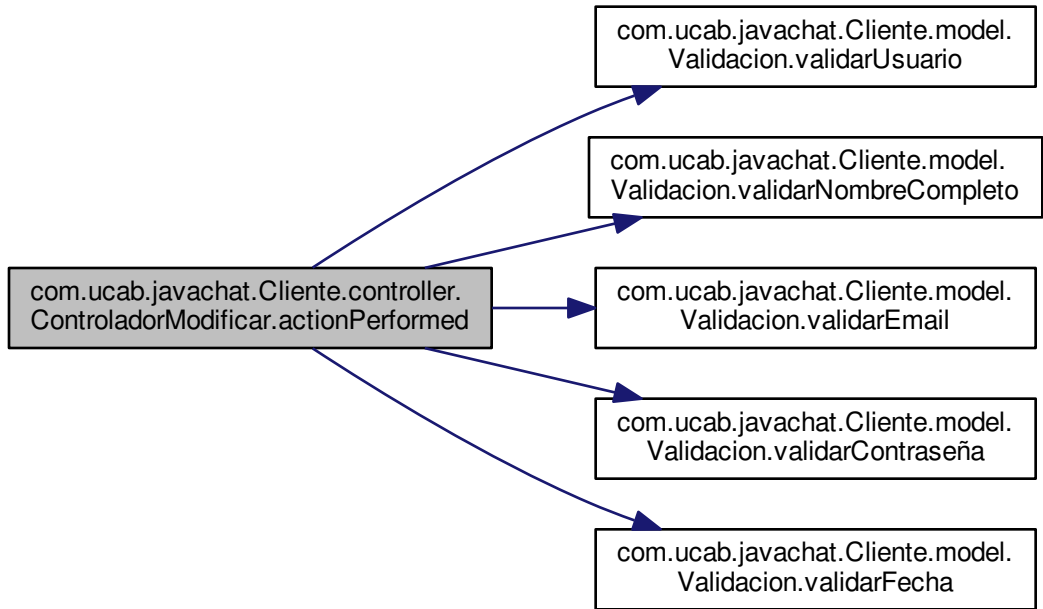 com.ucab.javachat.Cliente.model.
Validacion.validarUsuario
com.ucab.javachat.Cliente.model.
Validacion.validarNombreCompleto
com.ucab.javachat.Cliente.controller.
ControladorModificar.actionPerformed
com.ucab.javachat.Cliente.model.
Validacion.validarEmail
com.ucab.javachat.Cliente.model.
Validacion.validarContraseña
com.ucab.javachat.Cliente.model.
Validacion.validarFecha